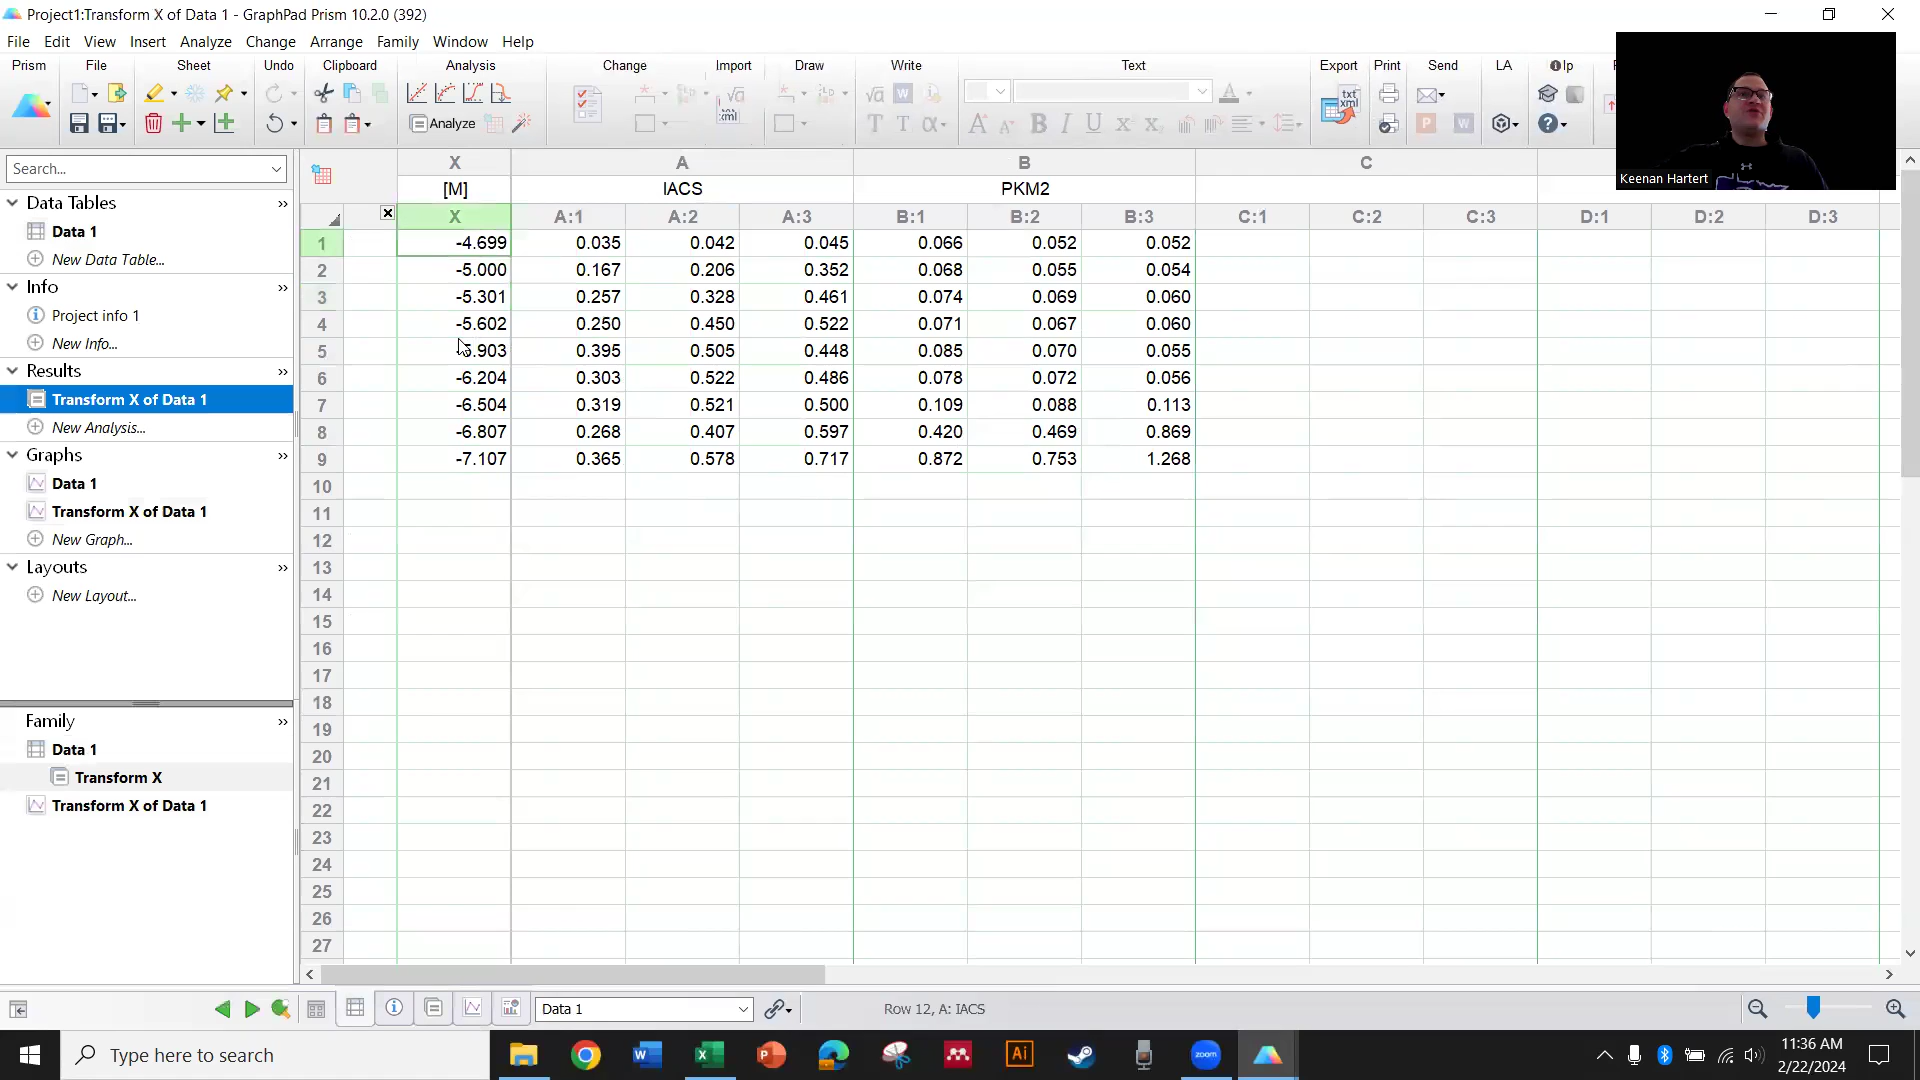 Project1:Transform X of Data 1 - GraphPad Prism 10.2.0 (392)
File Edit View Insert Analyze Change Arrange Family Window Help
Prism File Sheet Undo Clipboard Analysis Change Import Draw Write Text Export Print Send LA
Analyze
Keenan Hartert
Search...
Data Tables
Data 1
New Data Table...
Info
Project info 1
New Info...
Results
Transform X of Data 1
New Analysis...
Graphs
Data 1
Transform X of Data 1
New Graph...
Layouts
New Layout...
Family
Data 1
Transform X
Transform X of Data 1
X A B C
[M] IACS PKM2
X A:1 A:2 A:3 B:1 B:2 B:3 C:1 C:2 C:3 D:1 D:2 D:3
1 -4.699 0.035 0.042 0.045 0.066 0.052 0.052
2 -5.000 0.167 0.206 0.352 0.068 0.055 0.054
3 -5.301 0.257 0.328 0.461 0.074 0.069 0.060
4 -5.602 0.250 0.450 0.522 0.071 0.067 0.060
5 .903 0.395 0.505 0.448 0.085 0.070 0.055
6 -6.204 0.303 0.522 0.486 0.078 0.072 0.056
7 -6.504 0.319 0.521 0.500 0.109 0.088 0.113
8 -6.807 0.268 0.407 0.597 0.420 0.469 0.869
9 -7.107 0.365 0.578 0.717 0.872 0.753 1.268
10
11
12
13
14
15
16
17
18
19
20
21
22
23
24
25
26
27
Data 1 Row 12, A: IACS
Type here to search
11:36 AM
2/22/2024